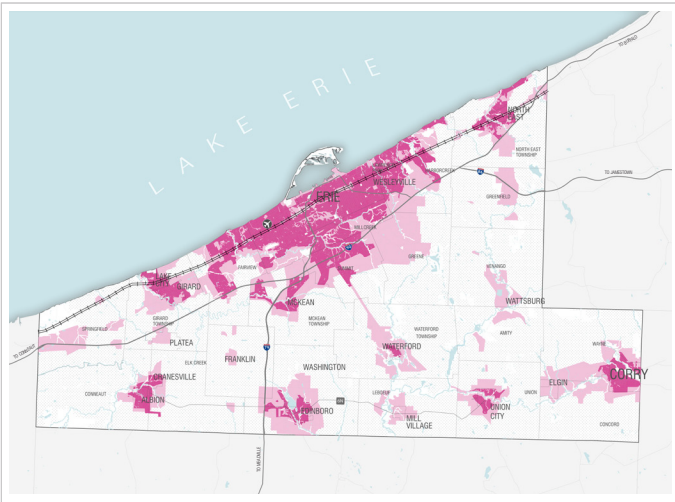 TO BUFFALO
LAKE ERIE
NORTH
EAST
NORTH EAST
TOWNSHIP
WESLEYVILLE
HARBORCREEK
TO JAMESTOWN
ERIE
GREENFIELD
MILLCREEK
SUMMIT
GREENE
FAIRVIEW
VENANGO
LAKE
CITY
GIRARD
MCKEAN
WATTSBURG
GIRARD
TOWNSHIP
MCKEAN
TOWNSHIP
SPRINGFIELD
WATERFORD
TOWNSHIP
AMITY
PLATEA
WATERFORD
WAYNE
TO CONNEAUT
FRANKLIN
ELK CREEK
WASHINGTON
CRANESVILLE
CORRY
ELGIN
CONNEAUT
ALBION
LEBOEUF
UNION
UNION
CITY
EDINBORO
MILL
VILLAGE
CONCORD
TO MEADVILLE